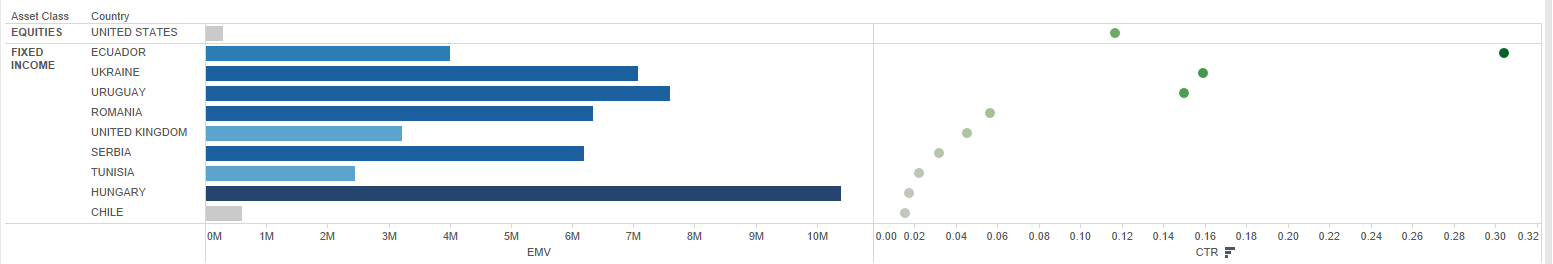 Asset Class Country
EQUITIES UNITED STATES
FIXED INCOME ECUADOR
UKRAINE
URUGUAY
ROMANIA
UNITED KINGDOM
SERBIA
TUNISIA
HUNGARY
CHILE
0M 1M 2M 3M 4M 5M 6M 7M 8M 9M 10M 0.00 0.02 0.04 0.06 0.08 0.10 0.12 0.14 0.16 0.18 0.20 0.22 0.24 0.26 0.28 0.30 0.32
EMV CTR